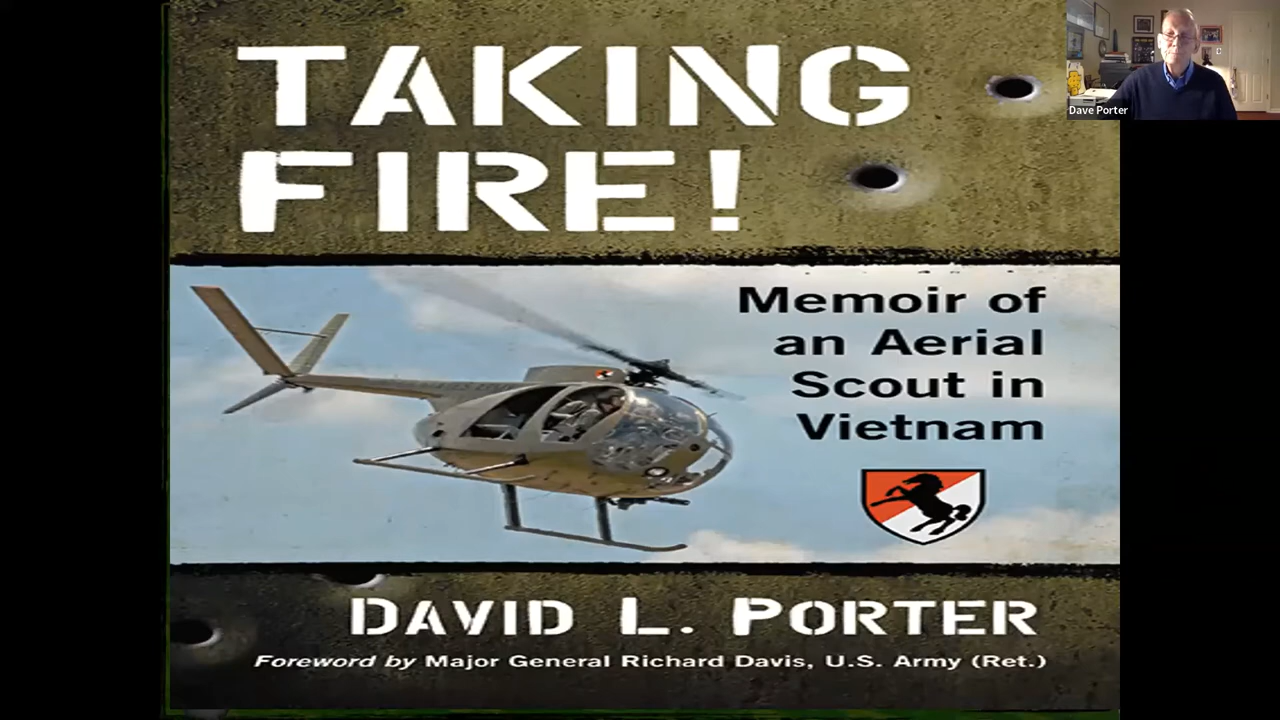 TAKING
FIRE!
Memoir of
an Aerial
Scout in
Vietnam
DAVID L. PORTER
Foreword by Major General Richard Davis, U.S. Army (Ret.)
Dave Porter